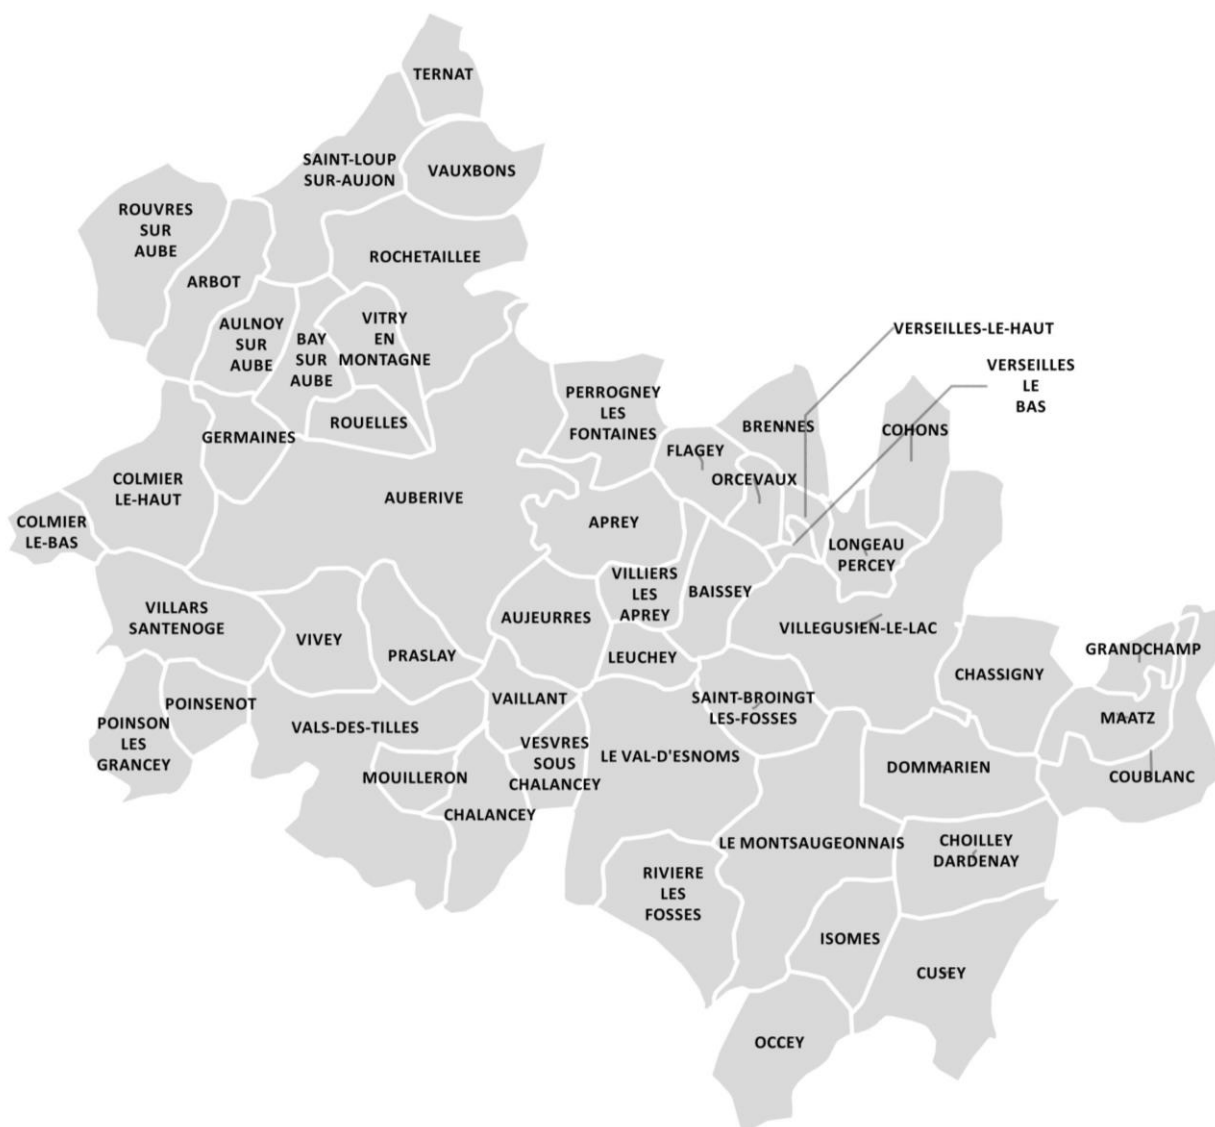 TERNAT
SAINT-LOUP
SUR-AUJON
VAUXBONS
ROUVRES
SUR
AUBE
ROCHETAILLEE
ARBOT
AULNOY
SUR
AUBE
BAY
SUR
AUBE
VITRY
EN
MONTAGNE
VERSEILLES-LE-HAUT
VERSEILLES
LE
BAS
PERROGNEY
LES
FONTAINES
BRENNES
COHONS
ROUELLES
GERMAINES
FLAGEY
ORCEVAUX
COLMIER
LE-HAUT
AUBERIVE
COLMIER
LE-BAS
APREY
LONGEAU
PERCEY
VILLIERS
LES
APREY
BAISSEY
VILLARS
SANTENOGE
VIVEY
AUJEURRES
VILLEGUSIEN-LE-LAC
PRASLAY
LEUCHEY
GRANDCHAMP
CHASSIGNY
POINSENOT
VAILLANT
SAINT-BROINGT
LES-FOSSES
POINSON
LES
GRANCEY
VALS-DES-TILLES
MAATZ
VESVRES
SOUS
CHALANCEY
LE VAL-D'ESNOMS
DOMMARIEN
COUBLANC
MOUILLERON
CHALANCEY
LE MONTSAUGEONNAIS
CHOILLEY
DARDENAY
RIVIERE
LES
FOSSES
ISOMES
CUSEY
OCCEY